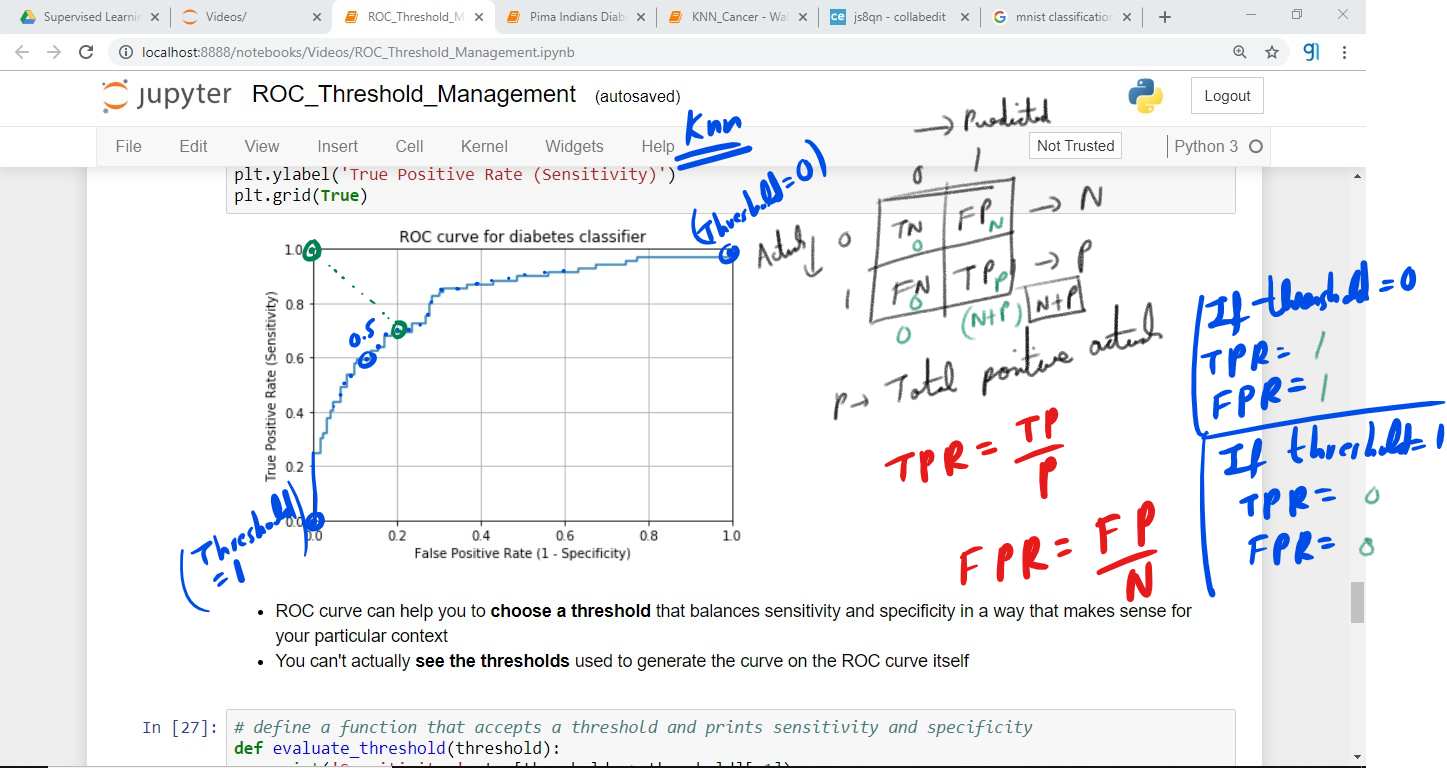 Supervised Learni
Videos/
ROC_Threshold_M
Pima Indians Diab
KNN_Cancer - Wa
ce js8qn - collabedit
mnist classification
localhost:8888/notebooks/Videos/ROC_Threshold_Management.ipynb
gl
jupyter ROC_Threshold_Management (autosaved)
Logout
File Edit View Insert Cell Kernel Widgets Help
Not Trusted
Python 3
Knn
→ Predicted
0 1
plt.ylabel('True Positive Rate (Sensitivity)')
plt.grid(True)
(Threshold=0)
Actual ↓
0 TN 0 FP N → N
1 FN 0 TP P → P
0 (N+P) N+P
P→ Total positive actual
TPR = TP/P
FPR = FP/N
If threshold = 0
TPR = 1
FPR = 1
If threshold = 1
TPR = 0
FPR = 0
ROC curve for diabetes classifier
True Positive Rate (Sensitivity)
1.0
0.8
0.6
0.4
0.2
0.0
0.5
0.0 0.2 0.4 0.6 0.8 1.0
False Positive Rate (1 - Specificity)
(Threshold
= 1
)
• ROC curve can help you to choose a threshold that balances sensitivity and specificity in a way that makes sense for
your particular context
• You can't actually see the thresholds used to generate the curve on the ROC curve itself
In [27]: # define a function that accepts a threshold and prints sensitivity and specificity
def evaluate_threshold(threshold):